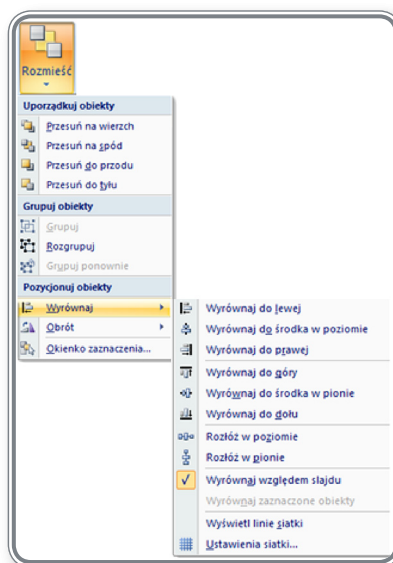 Rozmieść
Uporządkuj obiekty
Przesuń na wierzch
Przesuń na spód
Przesuń do przodu
Przesuń do tyłu
Grupuj obiekty
Grupuj
Rozgrupuj
Grupuj ponownie
Pozycjonuj obiekty
Wyrównaj
Obrót
Okienko zaznaczenia...
Wyrównaj do lewej
Wyrównaj do środka w poziomie
Wyrównaj do prawej
Wyrównaj do góry
Wyrównaj do środka w pionie
Wyrównaj do dołu
Rozłóż w poziomie
Rozłóż w pionie
Wyrównaj względem slajdu
Wyrównaj zaznaczone obiekty
Wyświetl linie siatki
Ustawienia siatki...